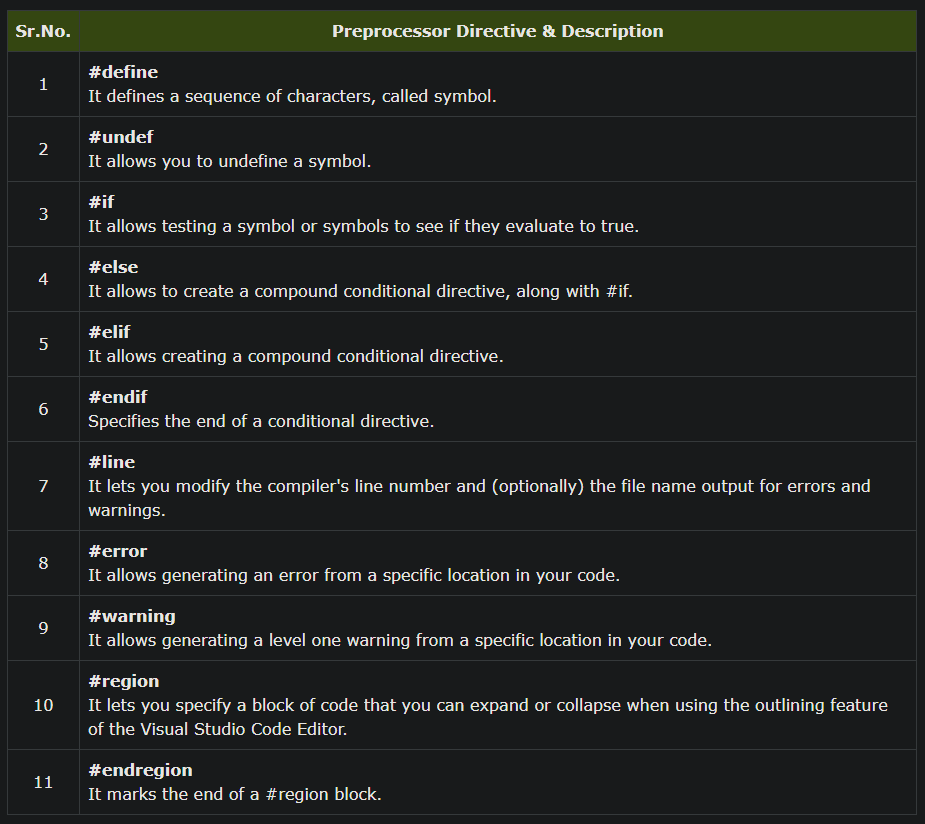 Sr.No. Preprocessor Directive & Description
1
#define
It defines a sequence of characters, called symbol.
2
#undef
It allows you to undefine a symbol.
3
#if
It allows testing a symbol or symbols to see if they evaluate to true.
4
#else
It allows to create a compound conditional directive, along with #if.
5
#elif
It allows creating a compound conditional directive.
6
#endif
Specifies the end of a conditional directive.
7
#line
It lets you modify the compiler's line number and (optionally) the file name output for errors and
warnings.
8
#error
It allows generating an error from a specific location in your code.
9
#warning
It allows generating a level one warning from a specific location in your code.
10
#region
It lets you specify a block of code that you can expand or collapse when using the outlining feature
of the Visual Studio Code Editor.
11
#endregion
It marks the end of a #region block.